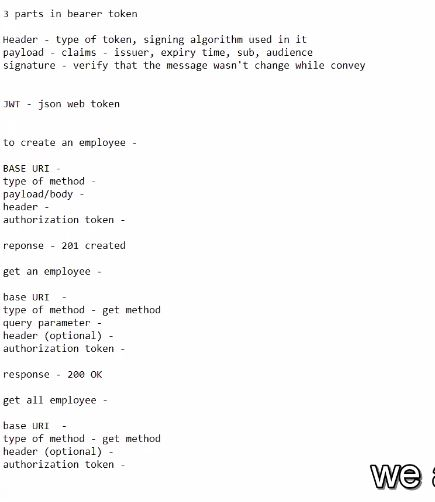 3 parts in bearer token
Header - type of token, signing algorithm used in it
payload - claims - issuer, expiry time, sub, audience
signature - verify that the message wasn't change while convey
JWT - json web token
to create an employee -
BASE URI -
type of method -
payload/body -
header -
authorization token -
reponse - 201 created
get an employee -
base URI  -
type of method - get method
query parameter -
header (optional) -
authorization token -
response - 200 OK
get all employee -
base URI  -
type of method - get method
header (optional) -
authorization token -
we